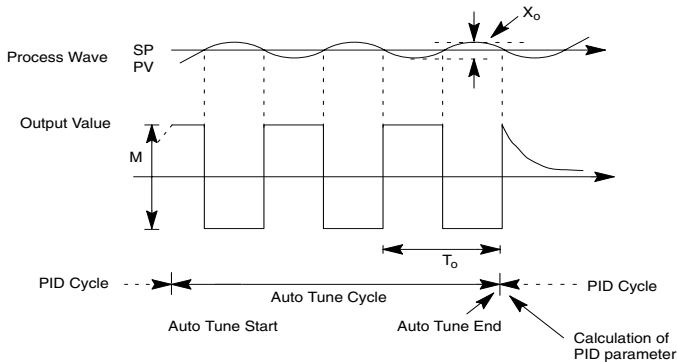 Xo
SP
Process Wave
PV
Output Value
M
To
PID Cycle
PID Cycle
Auto Tune Cycle
Auto Tune Start
Auto Tune End
Calculation of
PID parameter